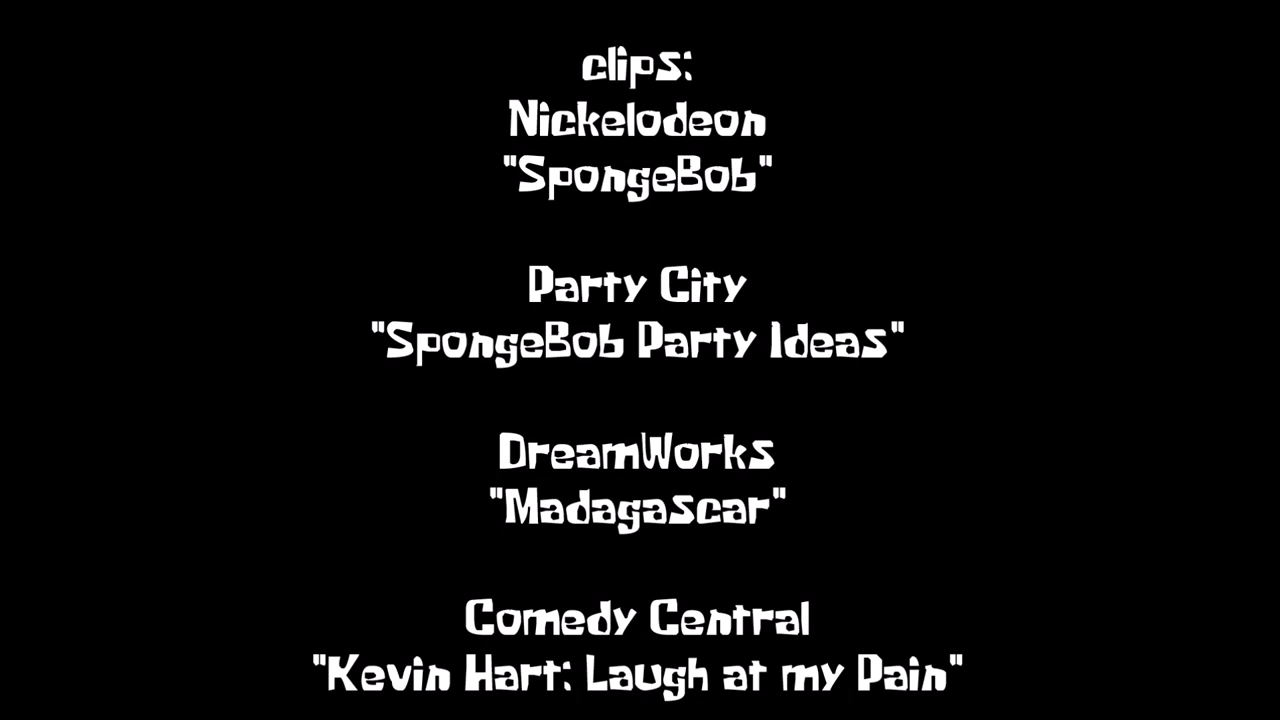 clips:
Nickelodeon
"SpongeBob"
Party City
"SpongeBob Party Ideas"
DreamWorks
"Madagascar"
Comedy Central
"Kevin Hart: Laugh at my Pain"